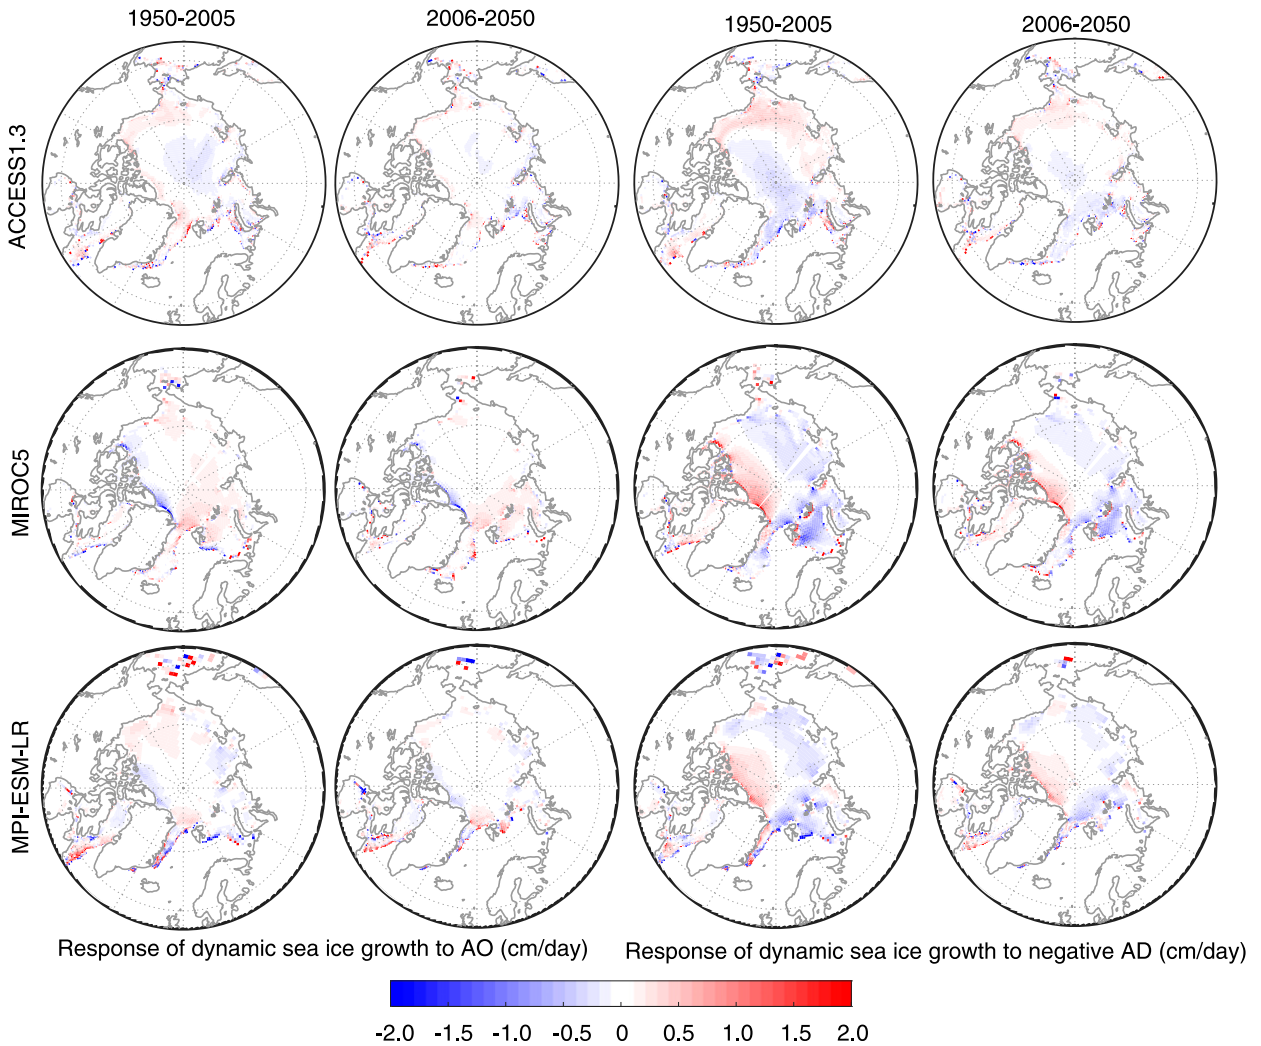 1950-2005
2006-2050
1950-2005
2006-2050
ACCESS1.3
MIROC5
MPI-ESM-LR
Response of dynamic sea ice growth to AO (cm/day)
Response of dynamic sea ice growth to negative AD (cm/day)
-2.0 -1.5 -1.0 -0.5 0 0.5 1.0 1.5 2.0